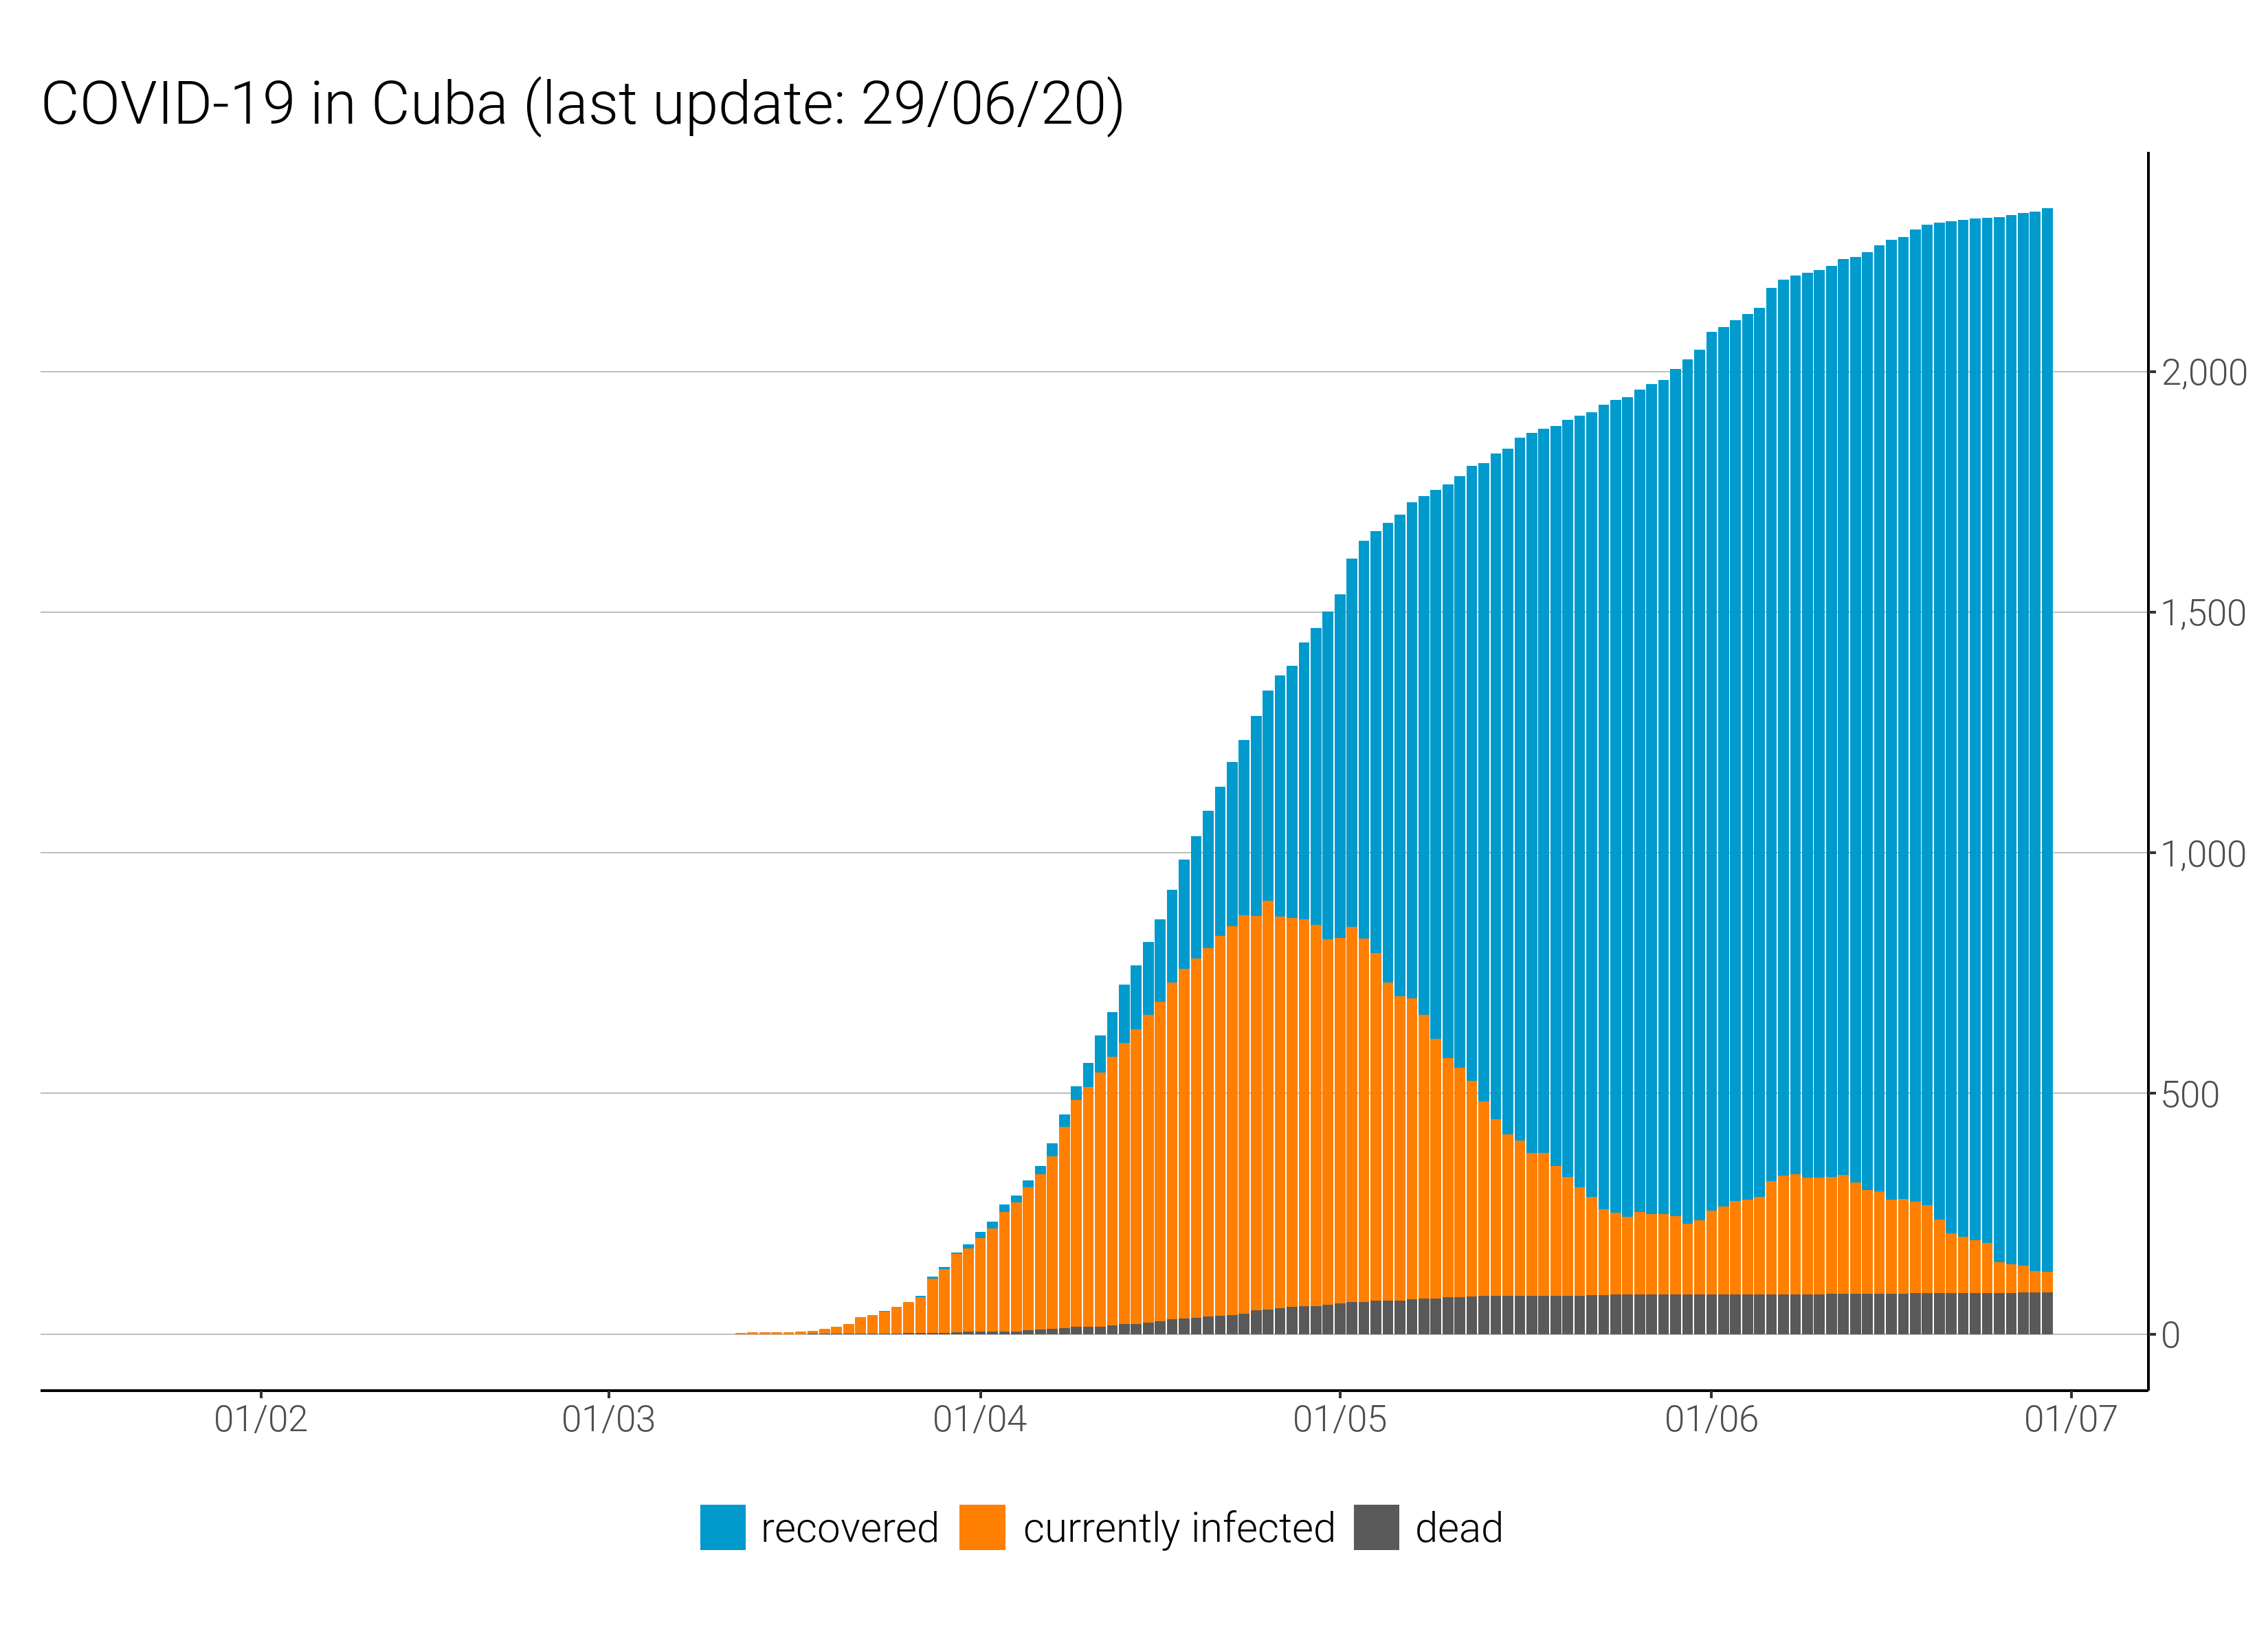 COVID-19 in Cuba (last update: 29/06/20)
2,000
1,500
1,000
500
0
01/02 01/03 01/04 01/05 01/06 01/07
recovered currently infected dead